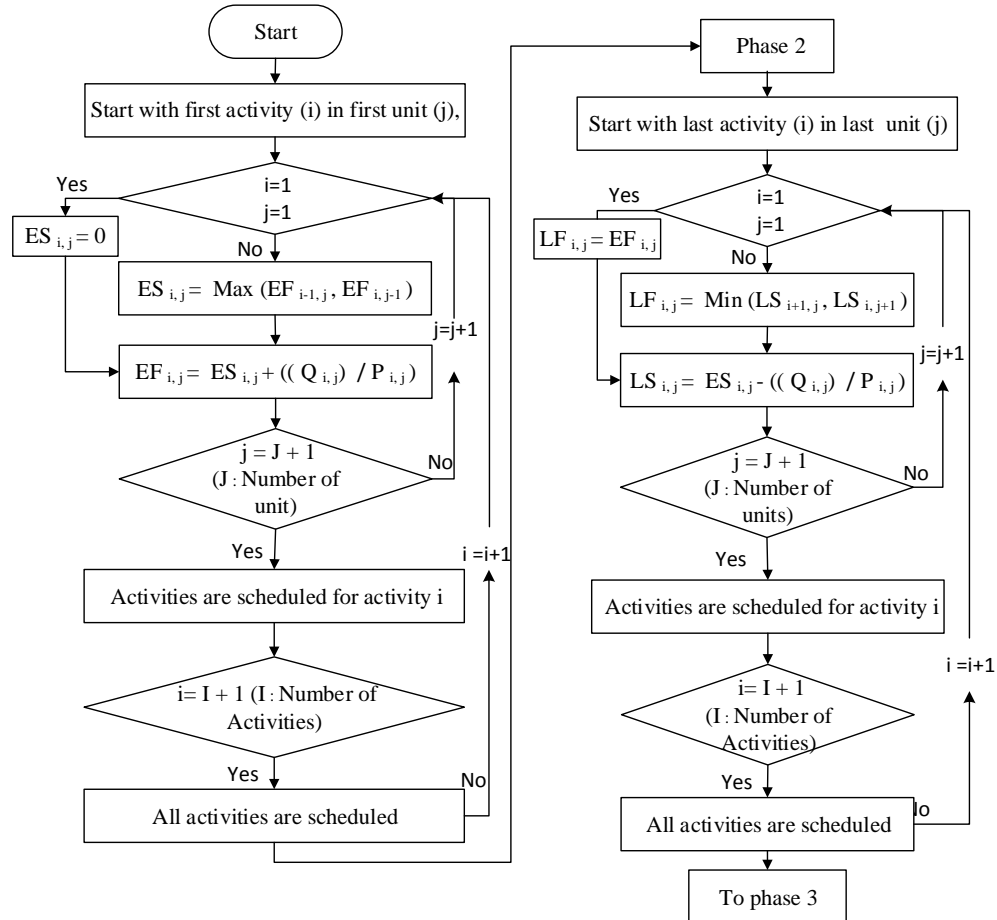 Start
Start with first activity (i) in first unit (j),
i=1
j=1
Yes
ES i, j = 0
No
ES i, j = Max (EF i-1, j , EF i, j-1 )
j=j+1
EF i, j = ES i, j + (( Q i, j) / P i, j )
j = J + 1
(J : Number of
unit)
No
Yes
i =i+1
Activities are scheduled for activity i
i= I + 1 (I : Number of
Activities)
Yes
No
All activities are scheduled
Phase 2
Start with last activity (i) in last unit (j)
i=1
j=1
Yes
LF i, j = EF i, j
No
LF i, j = Min (LS i+1, j , LS i, j+1 )
j=j+1
LS i, j = ES i, j - (( Q i, j) / P i, j )
j = J + 1
(J : Number of
units)
No
Yes
Activities are scheduled for activity i
i =i+1
i= I + 1
(I : Number of
Activities)
Yes
No
All activities are scheduled
To phase 3